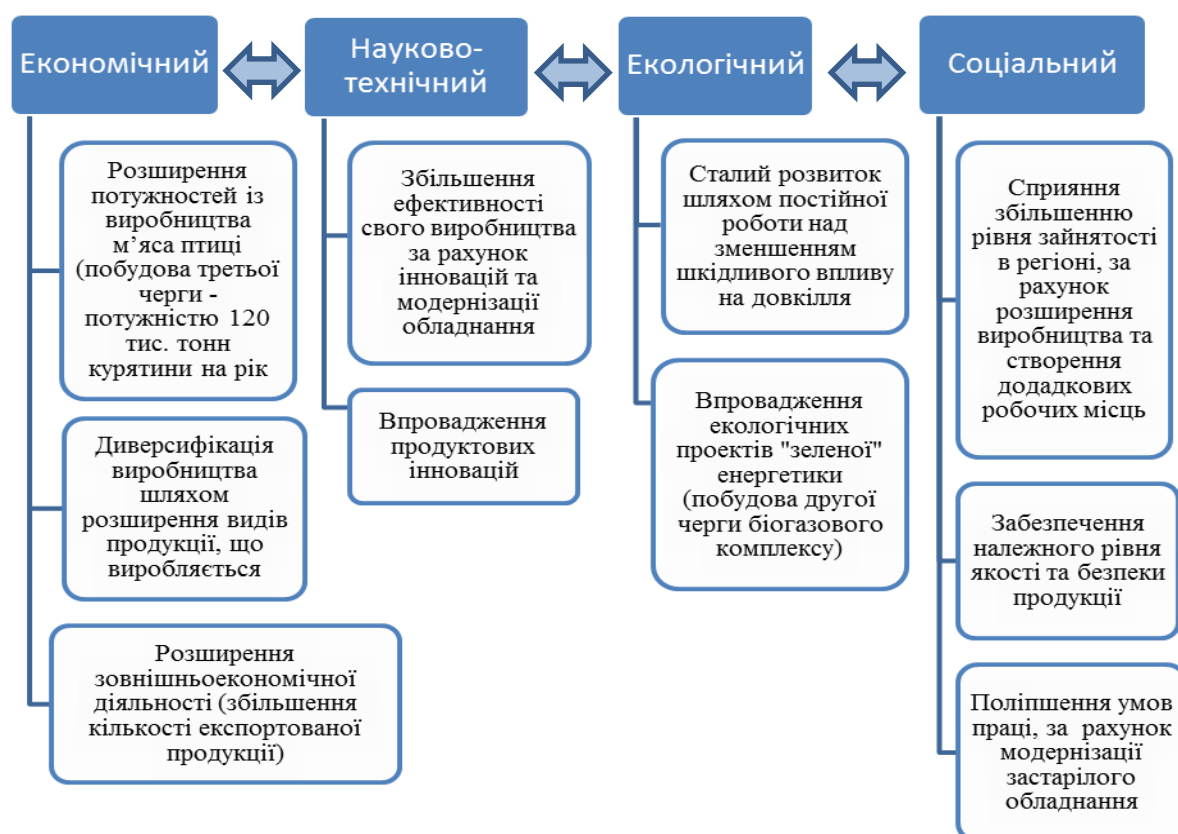 Економічний
Науково-
технічний
Екологічний
Соціальний
Розширення
потужностей із
виробництва
м’яса птиці
(побудова третьої
черги -
потужністю 120
тис. тонн
курятини на рік
Диверсифікація
виробництва
шляхом
розширення видів
продукції, що
виробляється
Розширення
зовнішньоекономічної
діяльності (збільшення
кількості експортованої
продукції)
Збільшення
ефективності
свого виробництва
за рахунок
інновацій та
модернізації
обладнання
Впровадження
продуктових
інновацій
Сталий розвиток
шляхом постійної
роботи над
зменшенням
шкідливого впливу
на довкілля
Впровадження
екологічних
проектів "зеленої"
енергетики
(побудова другої
черги біогазового
комплексу)
Сприяння
збільшенню
рівня зайнятості
в регіоні, за
рахунок
розширення
виробництва та
створення
додадкових
робочих місць
Забезпечення
належного рівня
якості та безпеки
продукції
Поліпшення умов
праці, за рахунок
модернізації
застарілого
обладнання